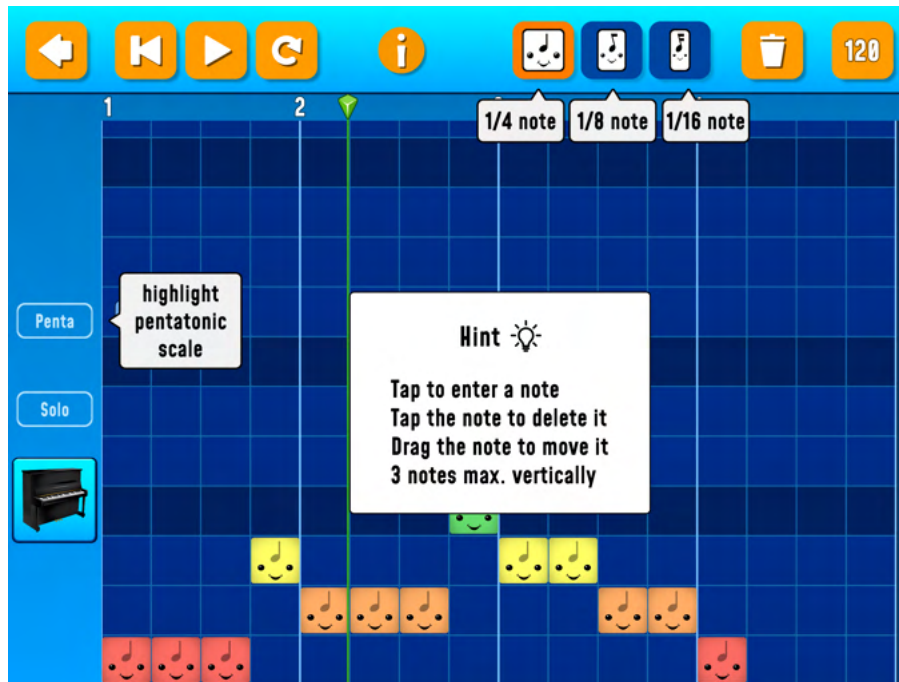 120
1
2
1/4 note
1/8 note
1/16 note
highlight
pentatonic
scale
Penta
Solo
Hint
Tap to enter a note
Tap the note to delete it
Drag the note to move it
3 notes max. vertically